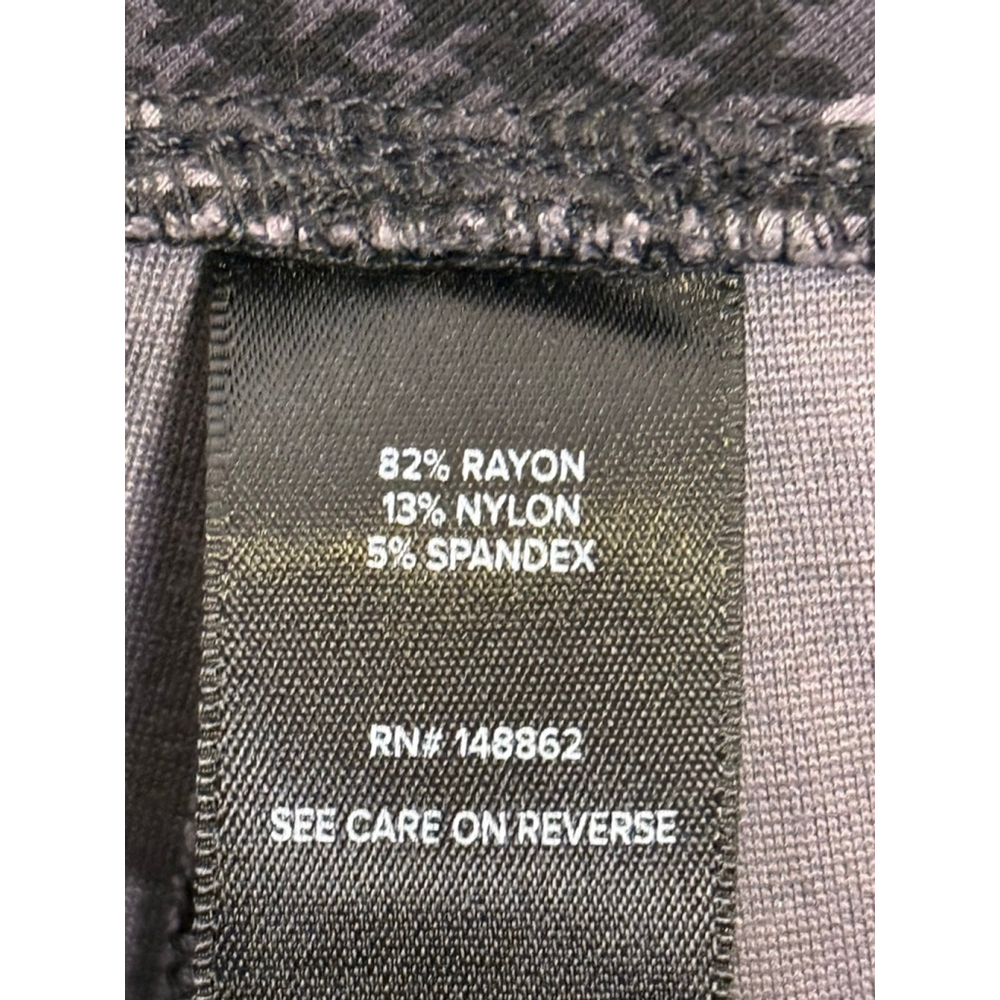 82% RAYON
13% NYLON
5% SPANDEX
RN# 148862
SEE CARE ON REVERSE